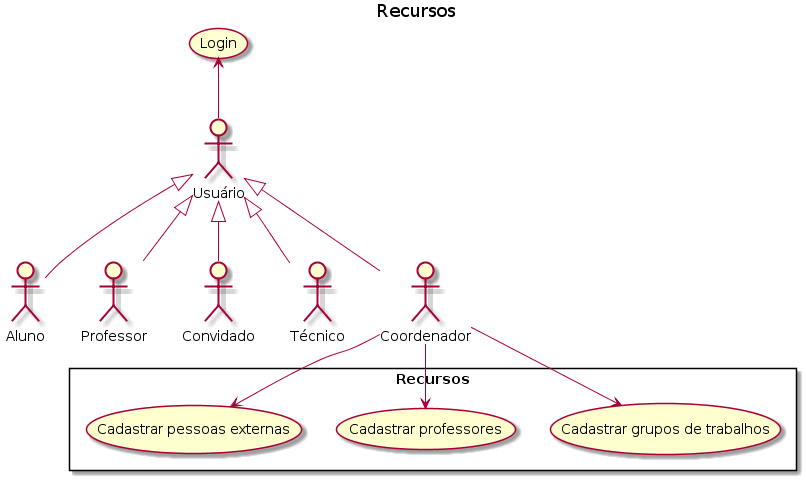 Recursos
Login
Usuário
Aluno
Professor
Convidado
Técnico
Coordenador
Recursos
Cadastrar pessoas externas
Cadastrar professores
Cadastrar grupos de trabalhos